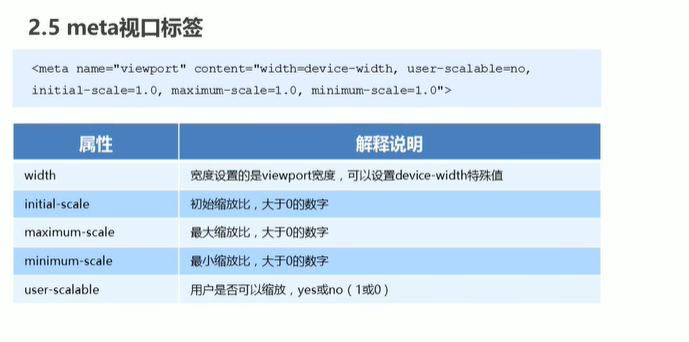 2.5 meta视口标签
<meta name="viewport" content="width=device-width, user-scalable=no,
initial-scale=1.0, maximum-scale=1.0, minimum-scale=1.0">
属性 解释说明
width 宽度设置的是viewport宽度，可以设置device-width特殊值
initial-scale 初始缩放比，大于0的数字
maximum-scale 最大缩放比，大于0的数字
minimum-scale 最小缩放比，大于0的数字
user-scalable 用户是否可以缩放，yes或no（1或0）